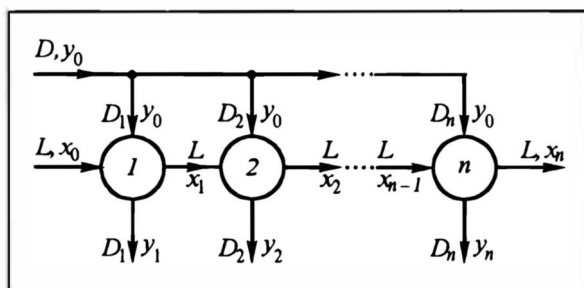 D, y₀
D₁ y₀ D₂ y₀ Dₙ y₀
L, x₀ 1 L x₁ 2 L x₂ L xₙ₋₁ n L, xₙ
D₁ y₁ D₂ y₂ Dₙ yₙ